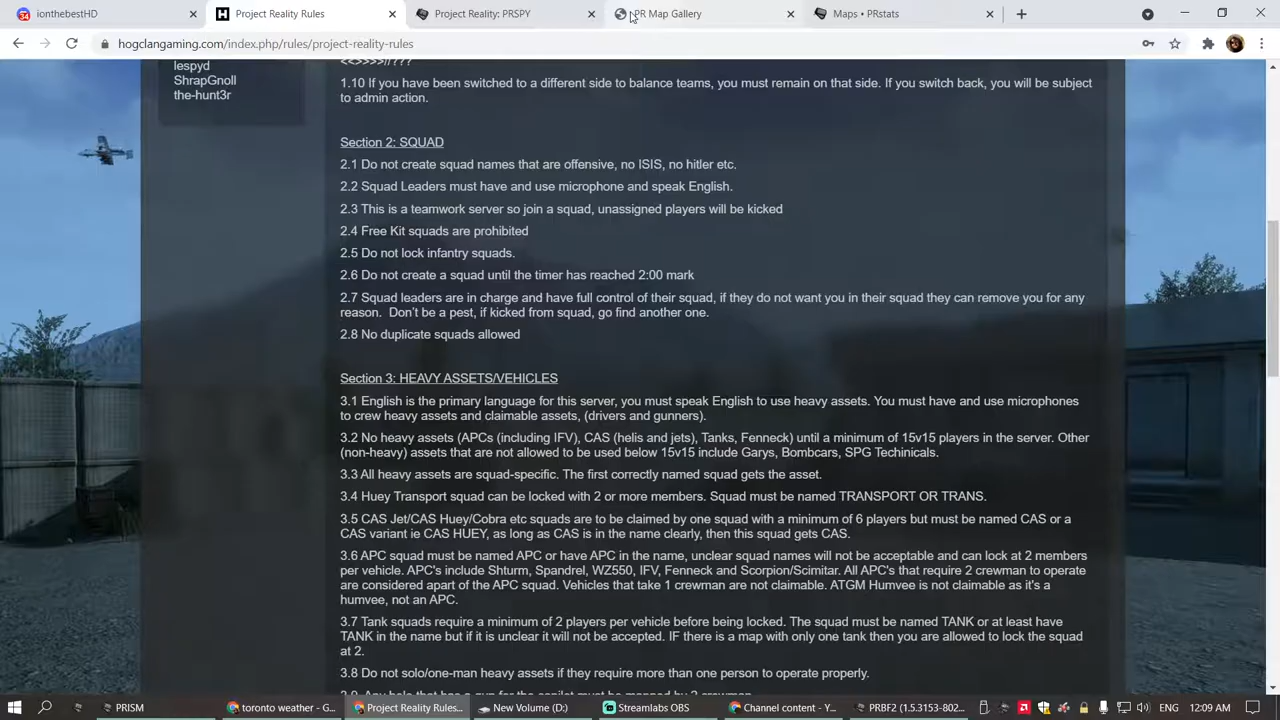 ionthebestHD
Project Reality Rules
Project Reality: PRSPY
PR Map Gallery
Maps • PRstats
hogclangaming.com/index.php/rules/project-reality-rules
lespyd
ShrapGnoll
the-hunt3r
<<>>>>//???
1.10 If you have been switched to a different side to balance teams, you must remain on that side. If you switch back, you will be subject
to admin action.
Section 2: SQUAD
2.1 Do not create squad names that are offensive, no ISIS, no hitler etc.
2.2 Squad Leaders must have and use microphone and speak English.
2.3 This is a teamwork server so join a squad, unassigned players will be kicked
2.4 Free Kit squads are prohibited
2.5 Do not lock infantry squads.
2.6 Do not create a squad until the timer has reached 2:00 mark
2.7 Squad leaders are in charge and have full control of their squad, if they do not want you in their squad they can remove you for any
reason.  Don't be a pest, if kicked from squad, go find another one.
2.8 No duplicate squads allowed
Section 3: HEAVY ASSETS/VEHICLES
3.1 English is the primary language for this server, you must speak English to use heavy assets. You must have and use microphones
to crew heavy assets and claimable assets, (drivers and gunners).
3.2 No heavy assets (APCs (including IFV), CAS (helis and jets), Tanks, Fenneck) until a minimum of 15v15 players in the server. Other
(non-heavy) assets that are not allowed to be used below 15v15 include Garys, Bombcars, SPG Techinicals.
3.3 All heavy assets are squad-specific. The first correctly named squad gets the asset.
3.4 Huey Transport squad can be locked with 2 or more members. Squad must be named TRANSPORT OR TRANS.
3.5 CAS Jet/CAS Huey/Cobra etc squads are to be claimed by one squad with a minimum of 6 players but must be named CAS or a
CAS variant ie CAS HUEY, as long as CAS is in the name clearly, then this squad gets CAS.
3.6 APC squad must be named APC or have APC in the name, unclear squad names will not be acceptable and can lock at 2 members
per vehicle. APC's include Shturm, Spandrel, WZ550, IFV, Fenneck and Scorpion/Scimitar. All APC's that require 2 crewman to operate
are considered apart of the APC squad. Vehicles that take 1 crewman are not claimable. ATGM Humvee is not claimable as it's a
humvee, not an APC.
3.7 Tank squads require a minimum of 2 players per vehicle before being locked. The squad must be named TANK or at least have
TANK in the name but if it is unclear it will not be accepted. IF there is a map with only one tank then you are allowed to lock the squad
at 2.
3.8 Do not solo/one-man heavy assets if they require more than one person to operate properly.
PRISM
toronto weather - G...
Project Reality Rules...
New Volume (D:)
Streamlabs OBS
Channel content - Y...
PRBF2 (1.5.3153-802...
ENG
12:09 AM